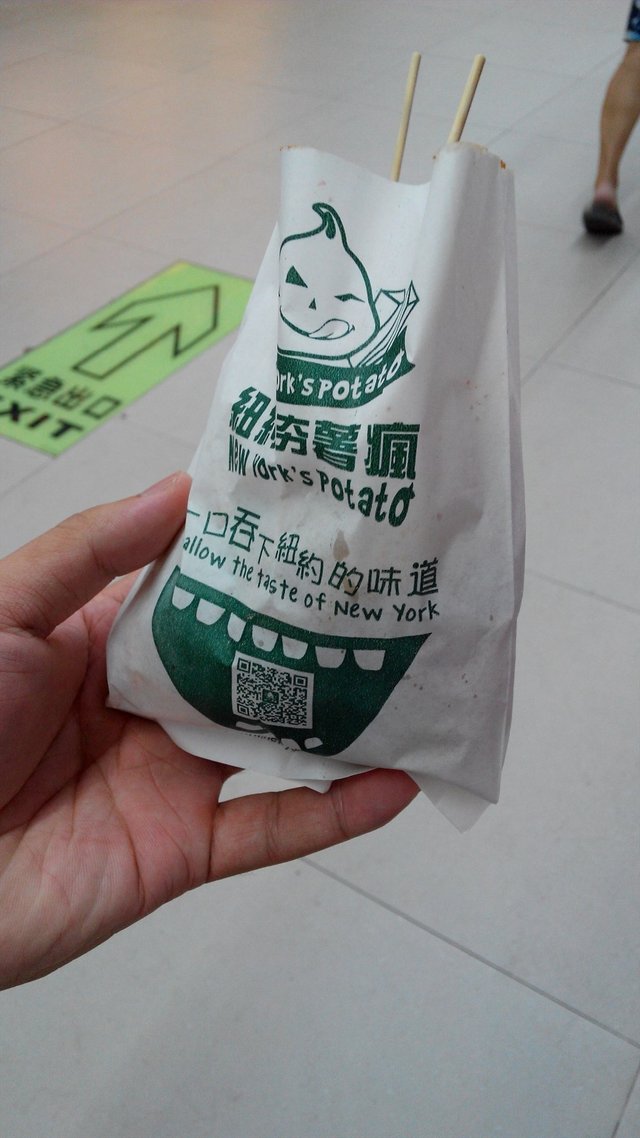 ork's Potato
紐約夯薯瘋
New York's Potato
一口吞下紐約的味道
allow the taste of New York
緊急出口
EXIT